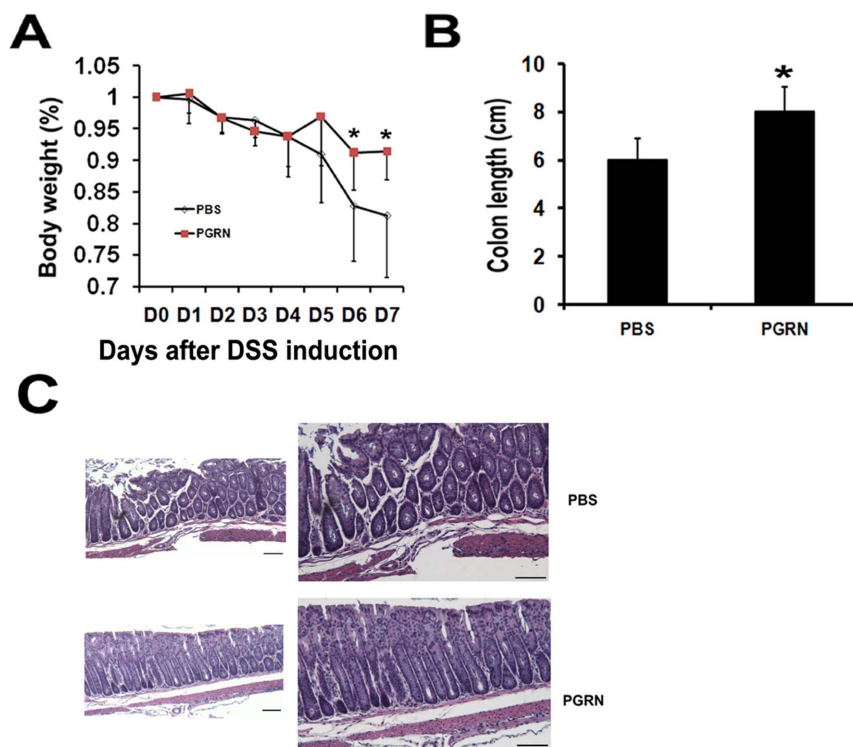 A
Body weight (%)
1.05
1
0.95
0.9
0.85
0.8
0.75
0.7
PBS
PGRN
* *
D0 D1 D2 D3 D4 D5 D6 D7
Days after DSS induction
B
Colon length (cm)
10
8
6
4
2
0
*
PBS PGRN
C
PBS
PGRN